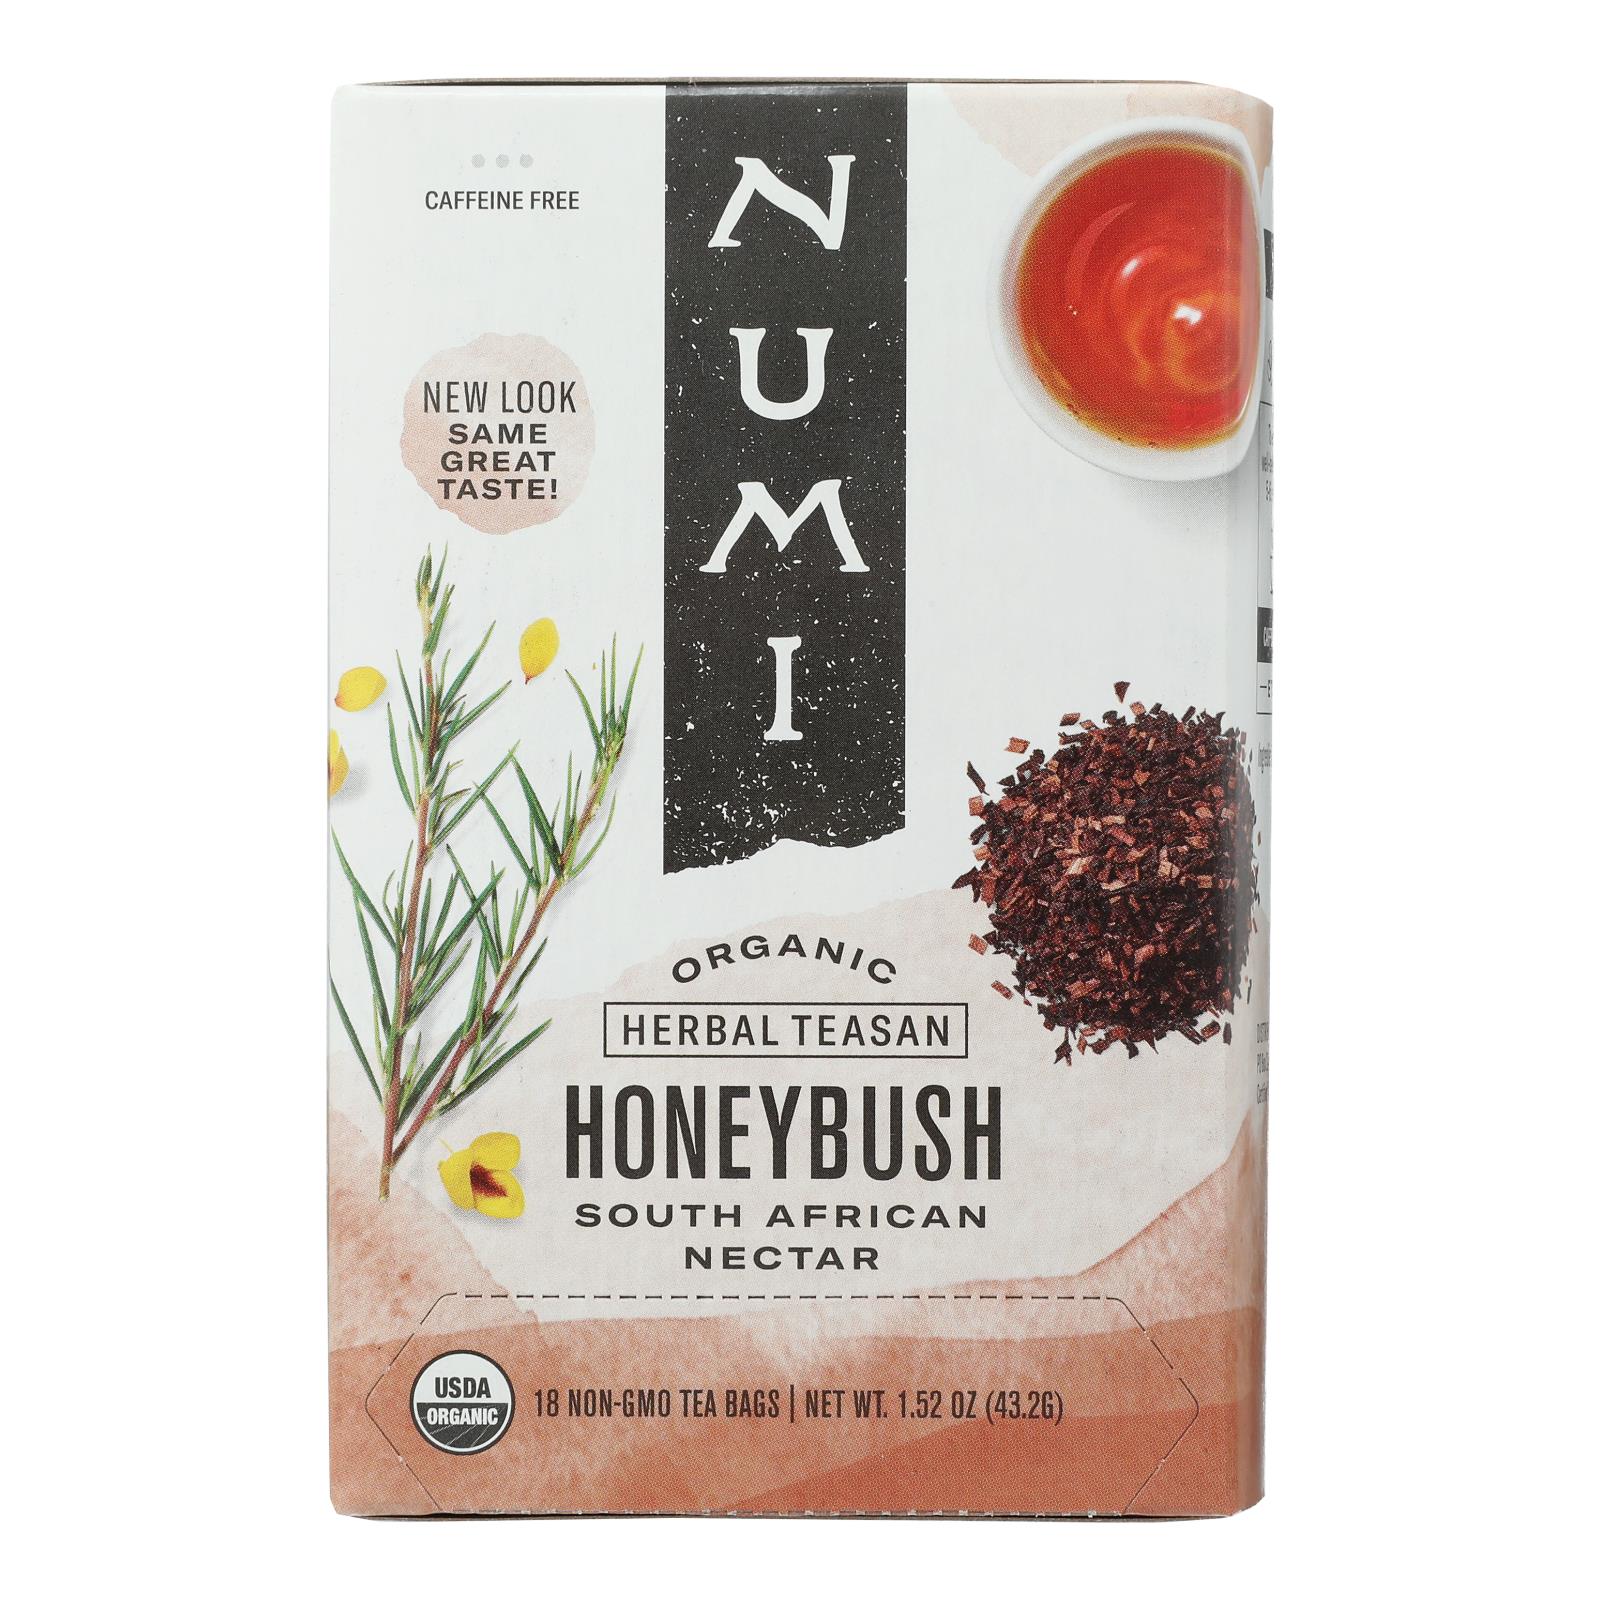 CAFFEINE FREE
NUMI
NEW LOOK
SAME
GREAT
TASTE!
ORGANIC
HERBAL TEASAN
HONEYBUSH
SOUTH AFRICAN
NECTAR
USDA
ORGANIC
18 NON-GMO TEA BAGS | NET WT. 1.52 OZ (43.2G)